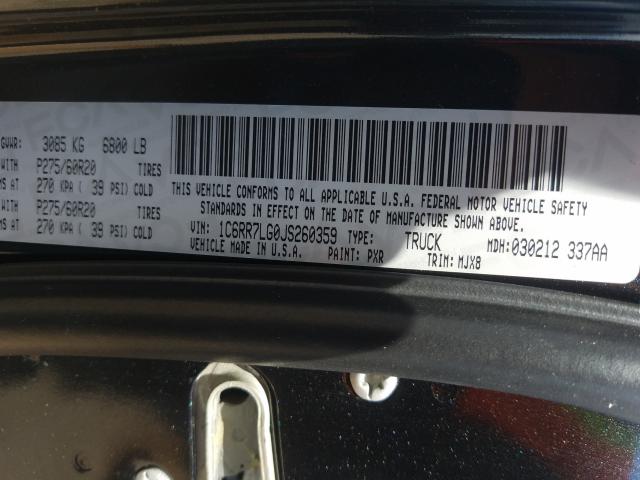 GVWR: 3085 KG 6800 LB
WITH P275/60R20 TIRES
AT 270 KPA ( 39 PSI) COLD
WITH P275/60R20 TIRES
AT 270 KPA ( 39 PSI) COLD
THIS VEHICLE CONFORMS TO ALL APPLICABLE U.S.A. FEDERAL MOTOR VEHICLE SAFETY
STANDARDS IN EFFECT ON THE DATE OF MANUFACTURE SHOWN ABOVE.
VIN: 1C6RR7LG0JS260359 TYPE: TRUCK MDH:030212 337AA
VEHICLE MADE IN U.S.A. PAINT: PXR TRIM: MJX8